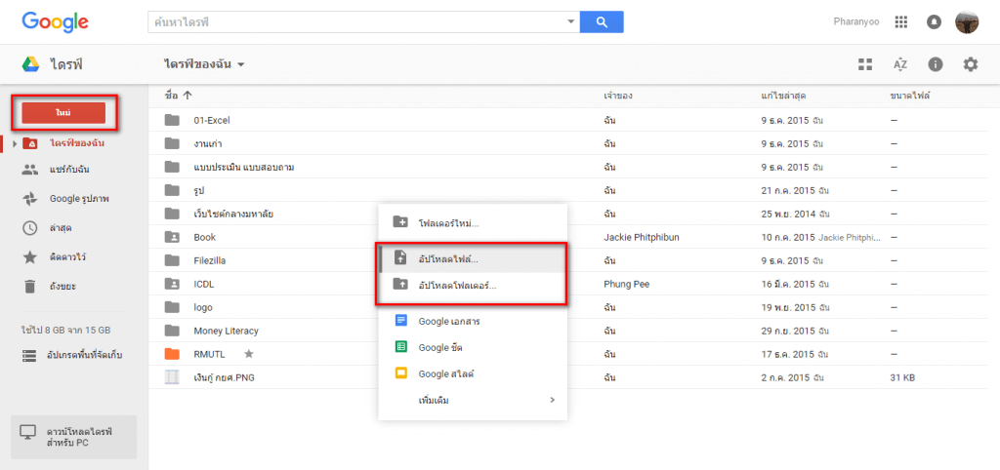 Google
ค้นหาไดรฟ์
Pharanyoo
ไดรฟ์
ไดรฟ์ของฉัน
ใหม่
ไดรฟ์ของฉัน
แชร์กับฉัน
Google รูปภาพ
ล่าสุด
ติดดาวไว้
ถังขยะ
ใช้ไป 8 GB จาก 15 GB
อัปเกรดพื้นที่จัดเก็บ
ดาวน์โหลดไดรฟ์
สำหรับ PC
ชื่อ เจ้าของ แก้ไขล่าสุด ขนาดไฟล์
01-Excel ฉัน 9 ธ.ค. 2015 ฉัน —
งานเก่า ฉัน 9 ธ.ค. 2015 ฉัน —
แบบประเมิน แบบสอบถาม ฉัน 9 ธ.ค. 2015 ฉัน —
รูป ฉัน 21 ก.ค. 2015 ฉัน —
เว็บไซต์กลางมหาลัย ฉัน 25 พ.ย. 2014 ฉัน —
Book Jackie Phitphibun 10 ก.ค. 2015 Jackie Phitphi... —
Filezilla ฉัน 9 ธ.ค. 2015 ฉัน —
ICDL Phung Pee 16 มี.ค. 2015 ฉัน —
logo ฉัน 19 พ.ย. 2015 ฉัน —
Money Literacy ฉัน 29 ก.ย. 2015 ฉัน —
RMUTL ฉัน 17 ธ.ค. 2015 ฉัน —
เงินกู้ กยศ.PNG ฉัน 2 ก.ค. 2015 ฉัน 31 KB
โฟลเดอร์ใหม่...
อัปโหลดไฟล์...
อัปโหลดโฟลเดอร์...
Google เอกสาร
Google ชีต
Google สไลด์
เพิ่มเติม